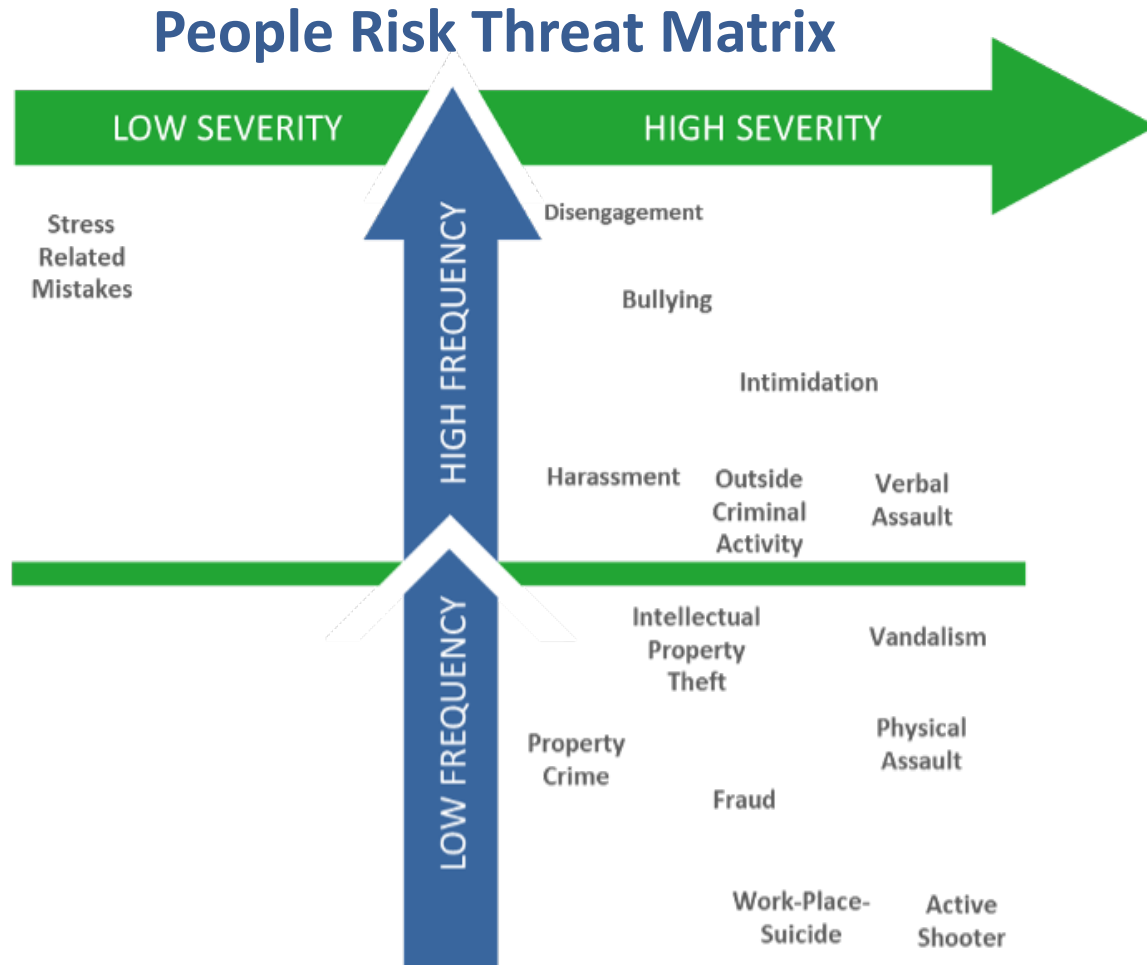 People Risk Threat Matrix
LOW SEVERITY
HIGH SEVERITY
Stress
Related
Mistakes
HIGH FREQUENCY
Disengagement
Bullying
Intimidation
Harassment
Outside
Criminal
Activity
Verbal
Assault
LOW FREQUENCY
Intellectual
Property
Theft
Vandalism
Property
Crime
Physical
Assault
Fraud
Work-Place-
Suicide
Active
Shooter